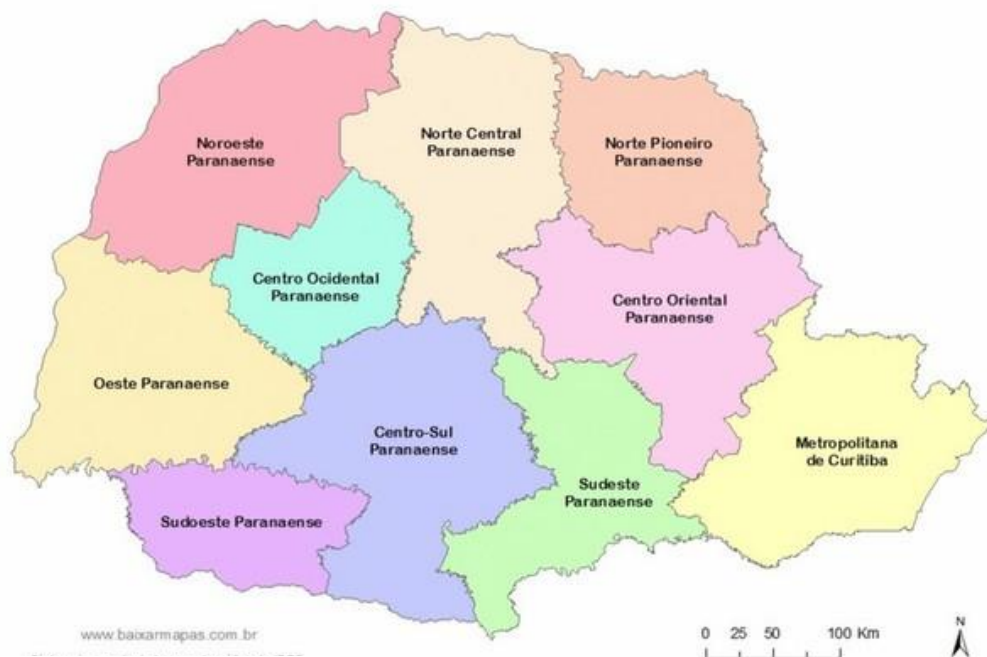 Noroeste
Paranaense
Norte Central
Paranaense
Norte Pioneiro
Paranaense
Centro Ocidental
Paranaense
Centro Oriental
Paranaense
Oeste Paranaense
Centro-Sul
Paranaense
Metropolitana
de Curitiba
Sudeste
Paranaense
Sudoeste Paranaense
www.baixarmapas.com.br
0 25 50 100 Km
N